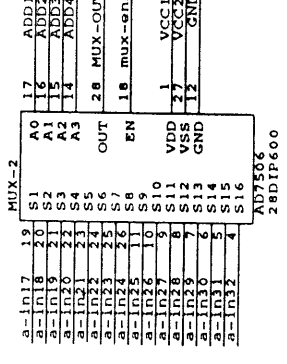 MUX-2
a-in17 19 S1 A0 17 ADD1
a-in18 20 S2 A1 16 ADD2
a-in19 21 S3 A2 15 ADD3
a-in20 22 S4 A3 14 ADD4
a-in21 23 S5
a-in22 24 S6 OUT 28 MUX-OU
a-in23 25 S7
a-in24 26 S8 EN 18 mux-en
a-in25 11 S9
a-in26 10 S10
a-in27 9 S11 VDD 1 VCC1
a-in28 8 S12 VSS 27 VCC2
a-in29 7 S13 GND 12 GND
a-in30 6 S14
a-in31 5 S15
a-in32 4 S16
AD7506
28DIP600